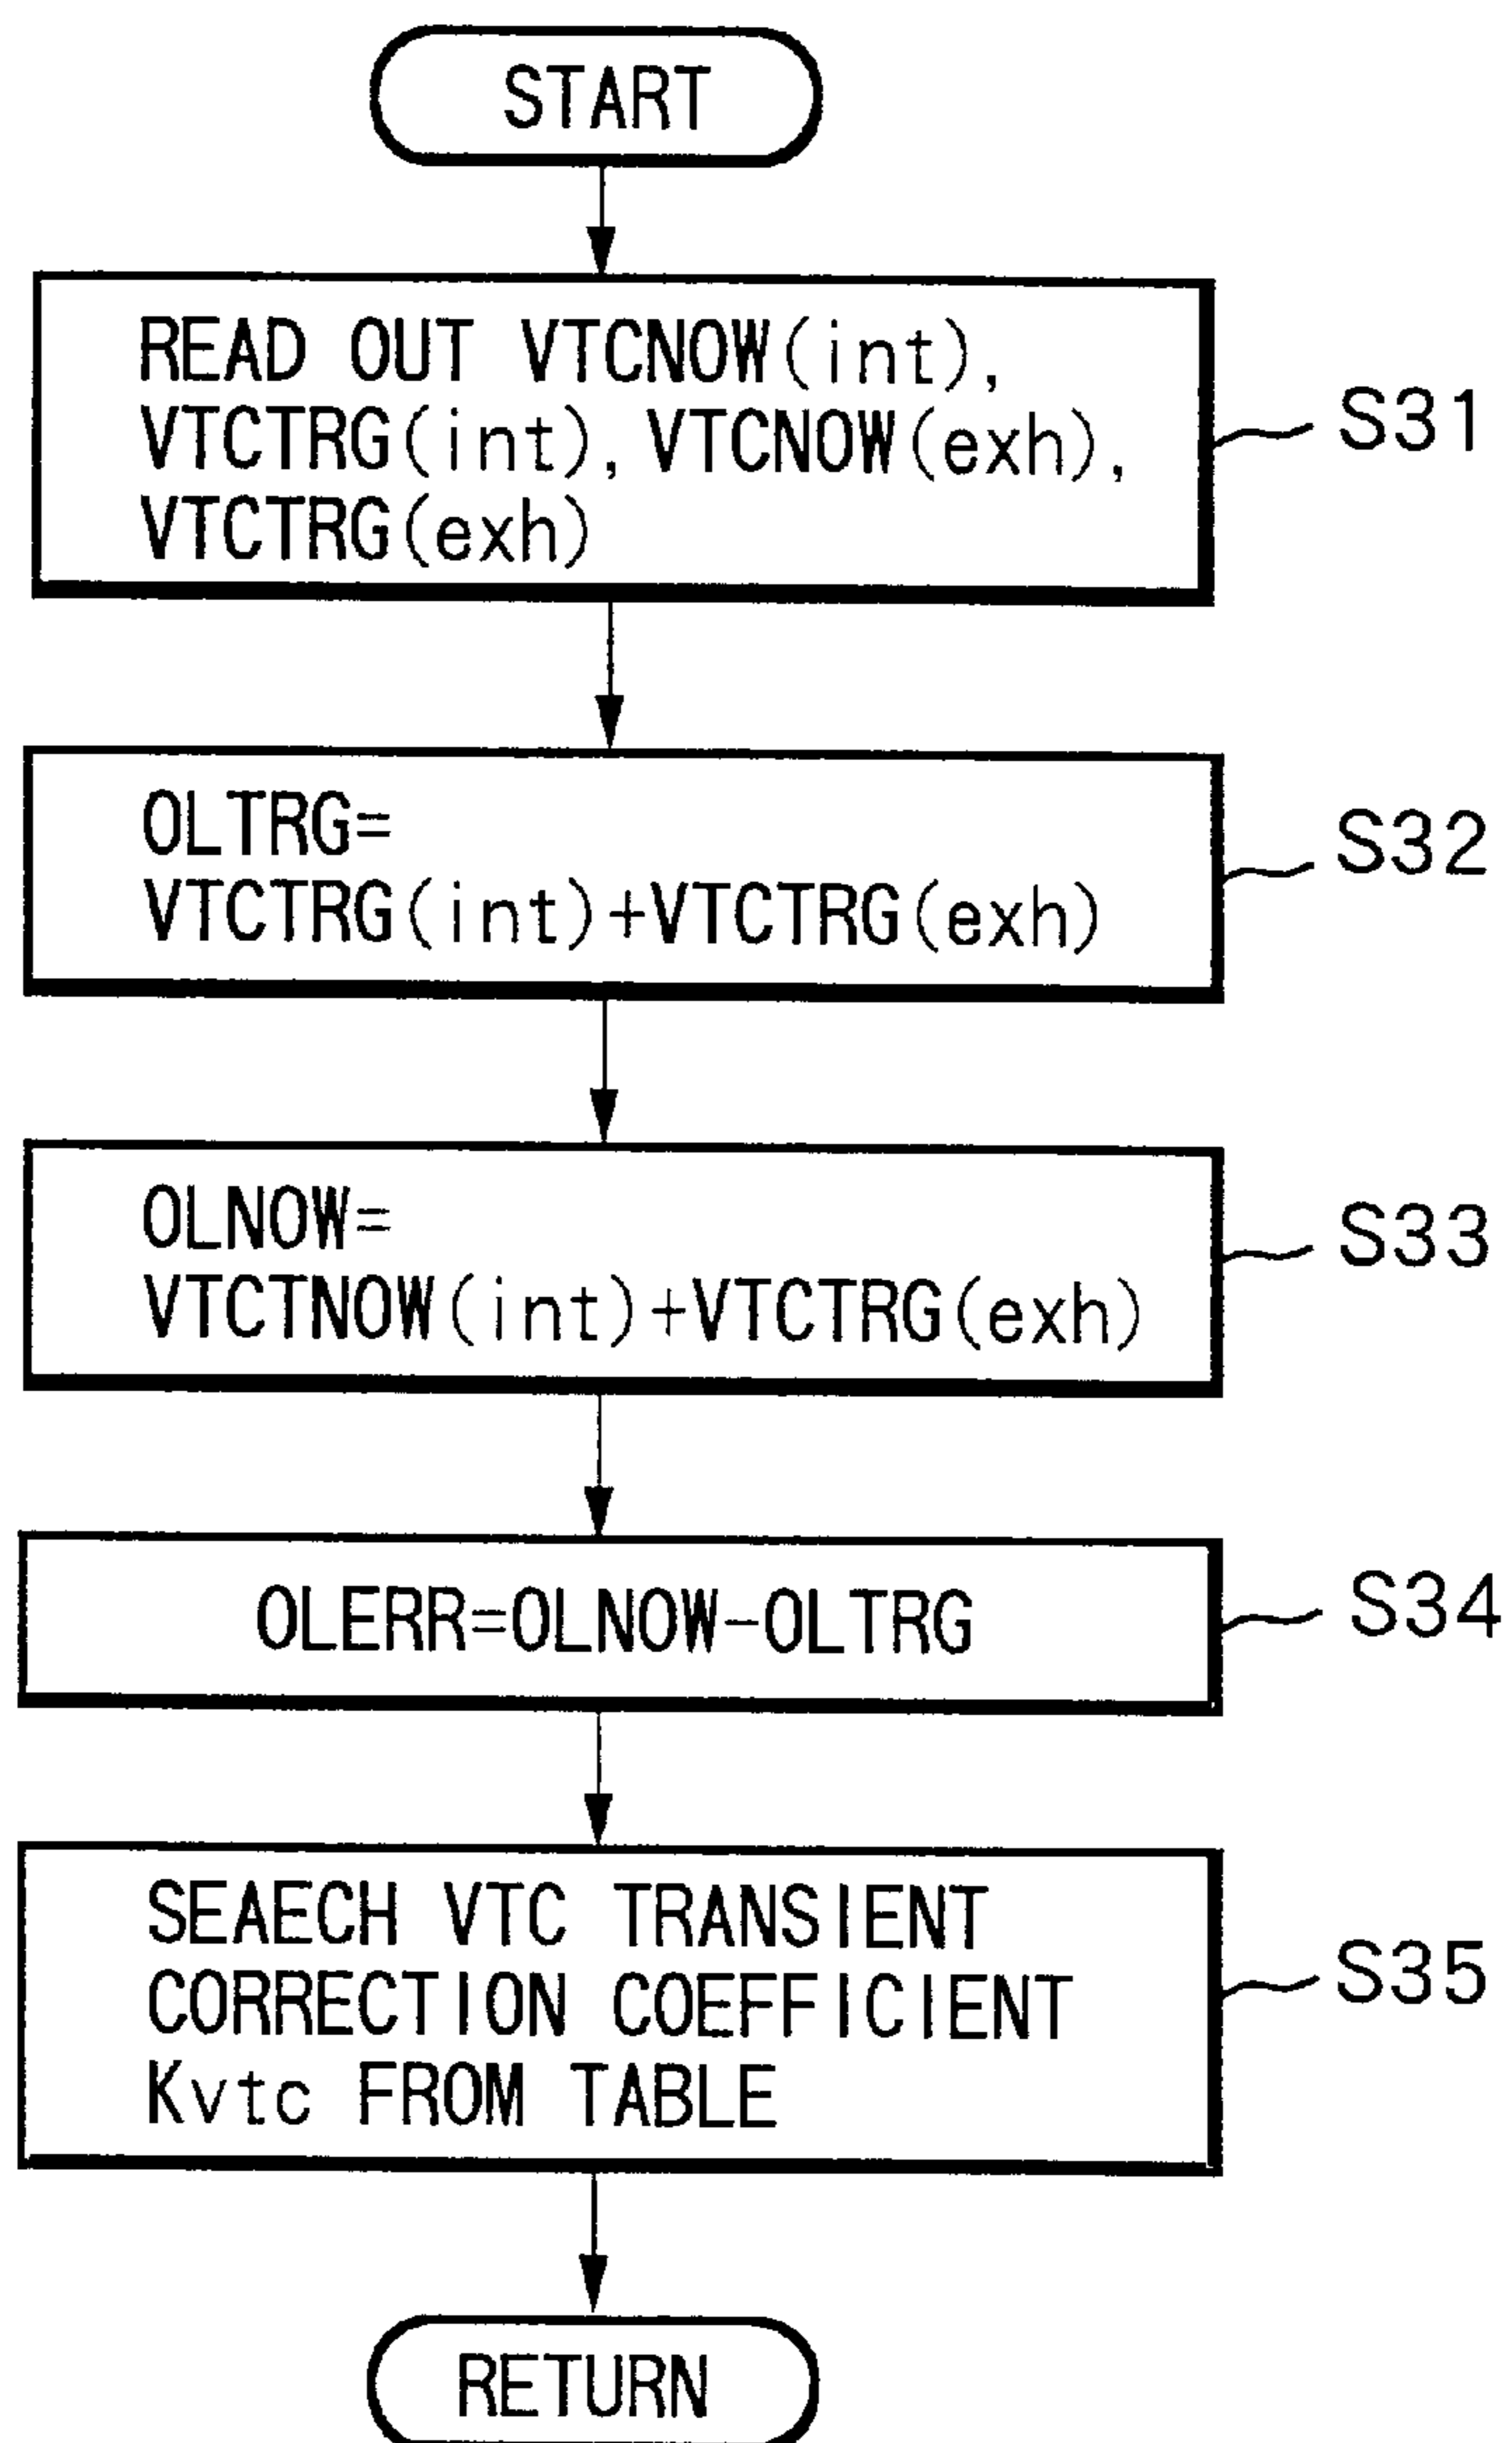 START
READ OUT VTCNOW(int),
VTCTRG(int), VTCNOW(exh),
VTCTRG(exh)
S31
OLTRG=
VTCTRG(int)+VTCTRG(exh)
S32
OLNOW=
VTCTNOW(int)+VTCTRG(exh)
S33
OLERR=OLNOW-OLTRG
S34
SEAECH VTC TRANSIENT
CORRECTION COEFFICIENT
Kvtc FROM TABLE
S35
RETURN